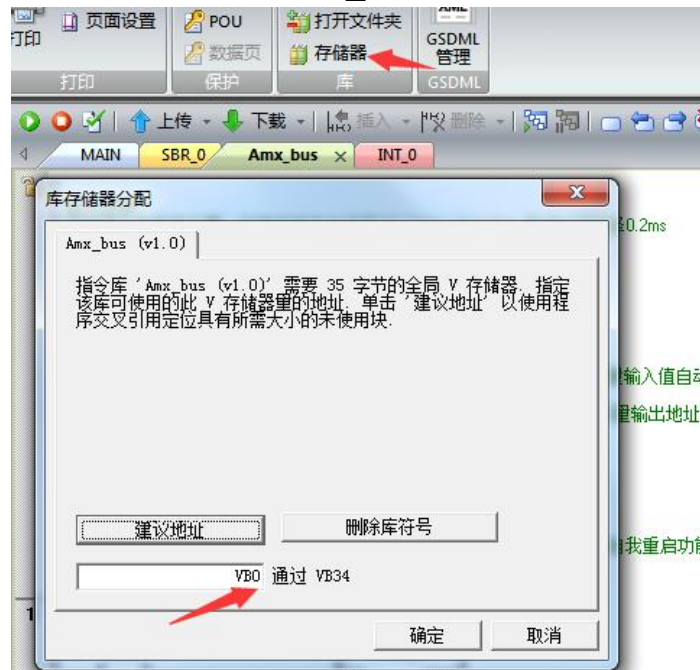 页面设置
POU
打开文件夹
打印
数据页
存储器
GSDML
管理
打印
保护
库
GSDML
上传
下载
插入
删除
MAIN
SBR_0
Amx_bus
INT_0
库存储器分配
0.2ms
Amx_bus (v1.0)
指令库 'Amx_bus (v1.0)' 需要 35 字节的全局 V 存储器. 指定
该库可使用的此 V 存储器里的地址. 单击 '建议地址' 以使用程
序交叉引用定位具有所需大小的未使用块.
输入值自动
输出地址
建议地址
删除库符号
自我重启功能
VB0 通过 VB34
1
确定
取消